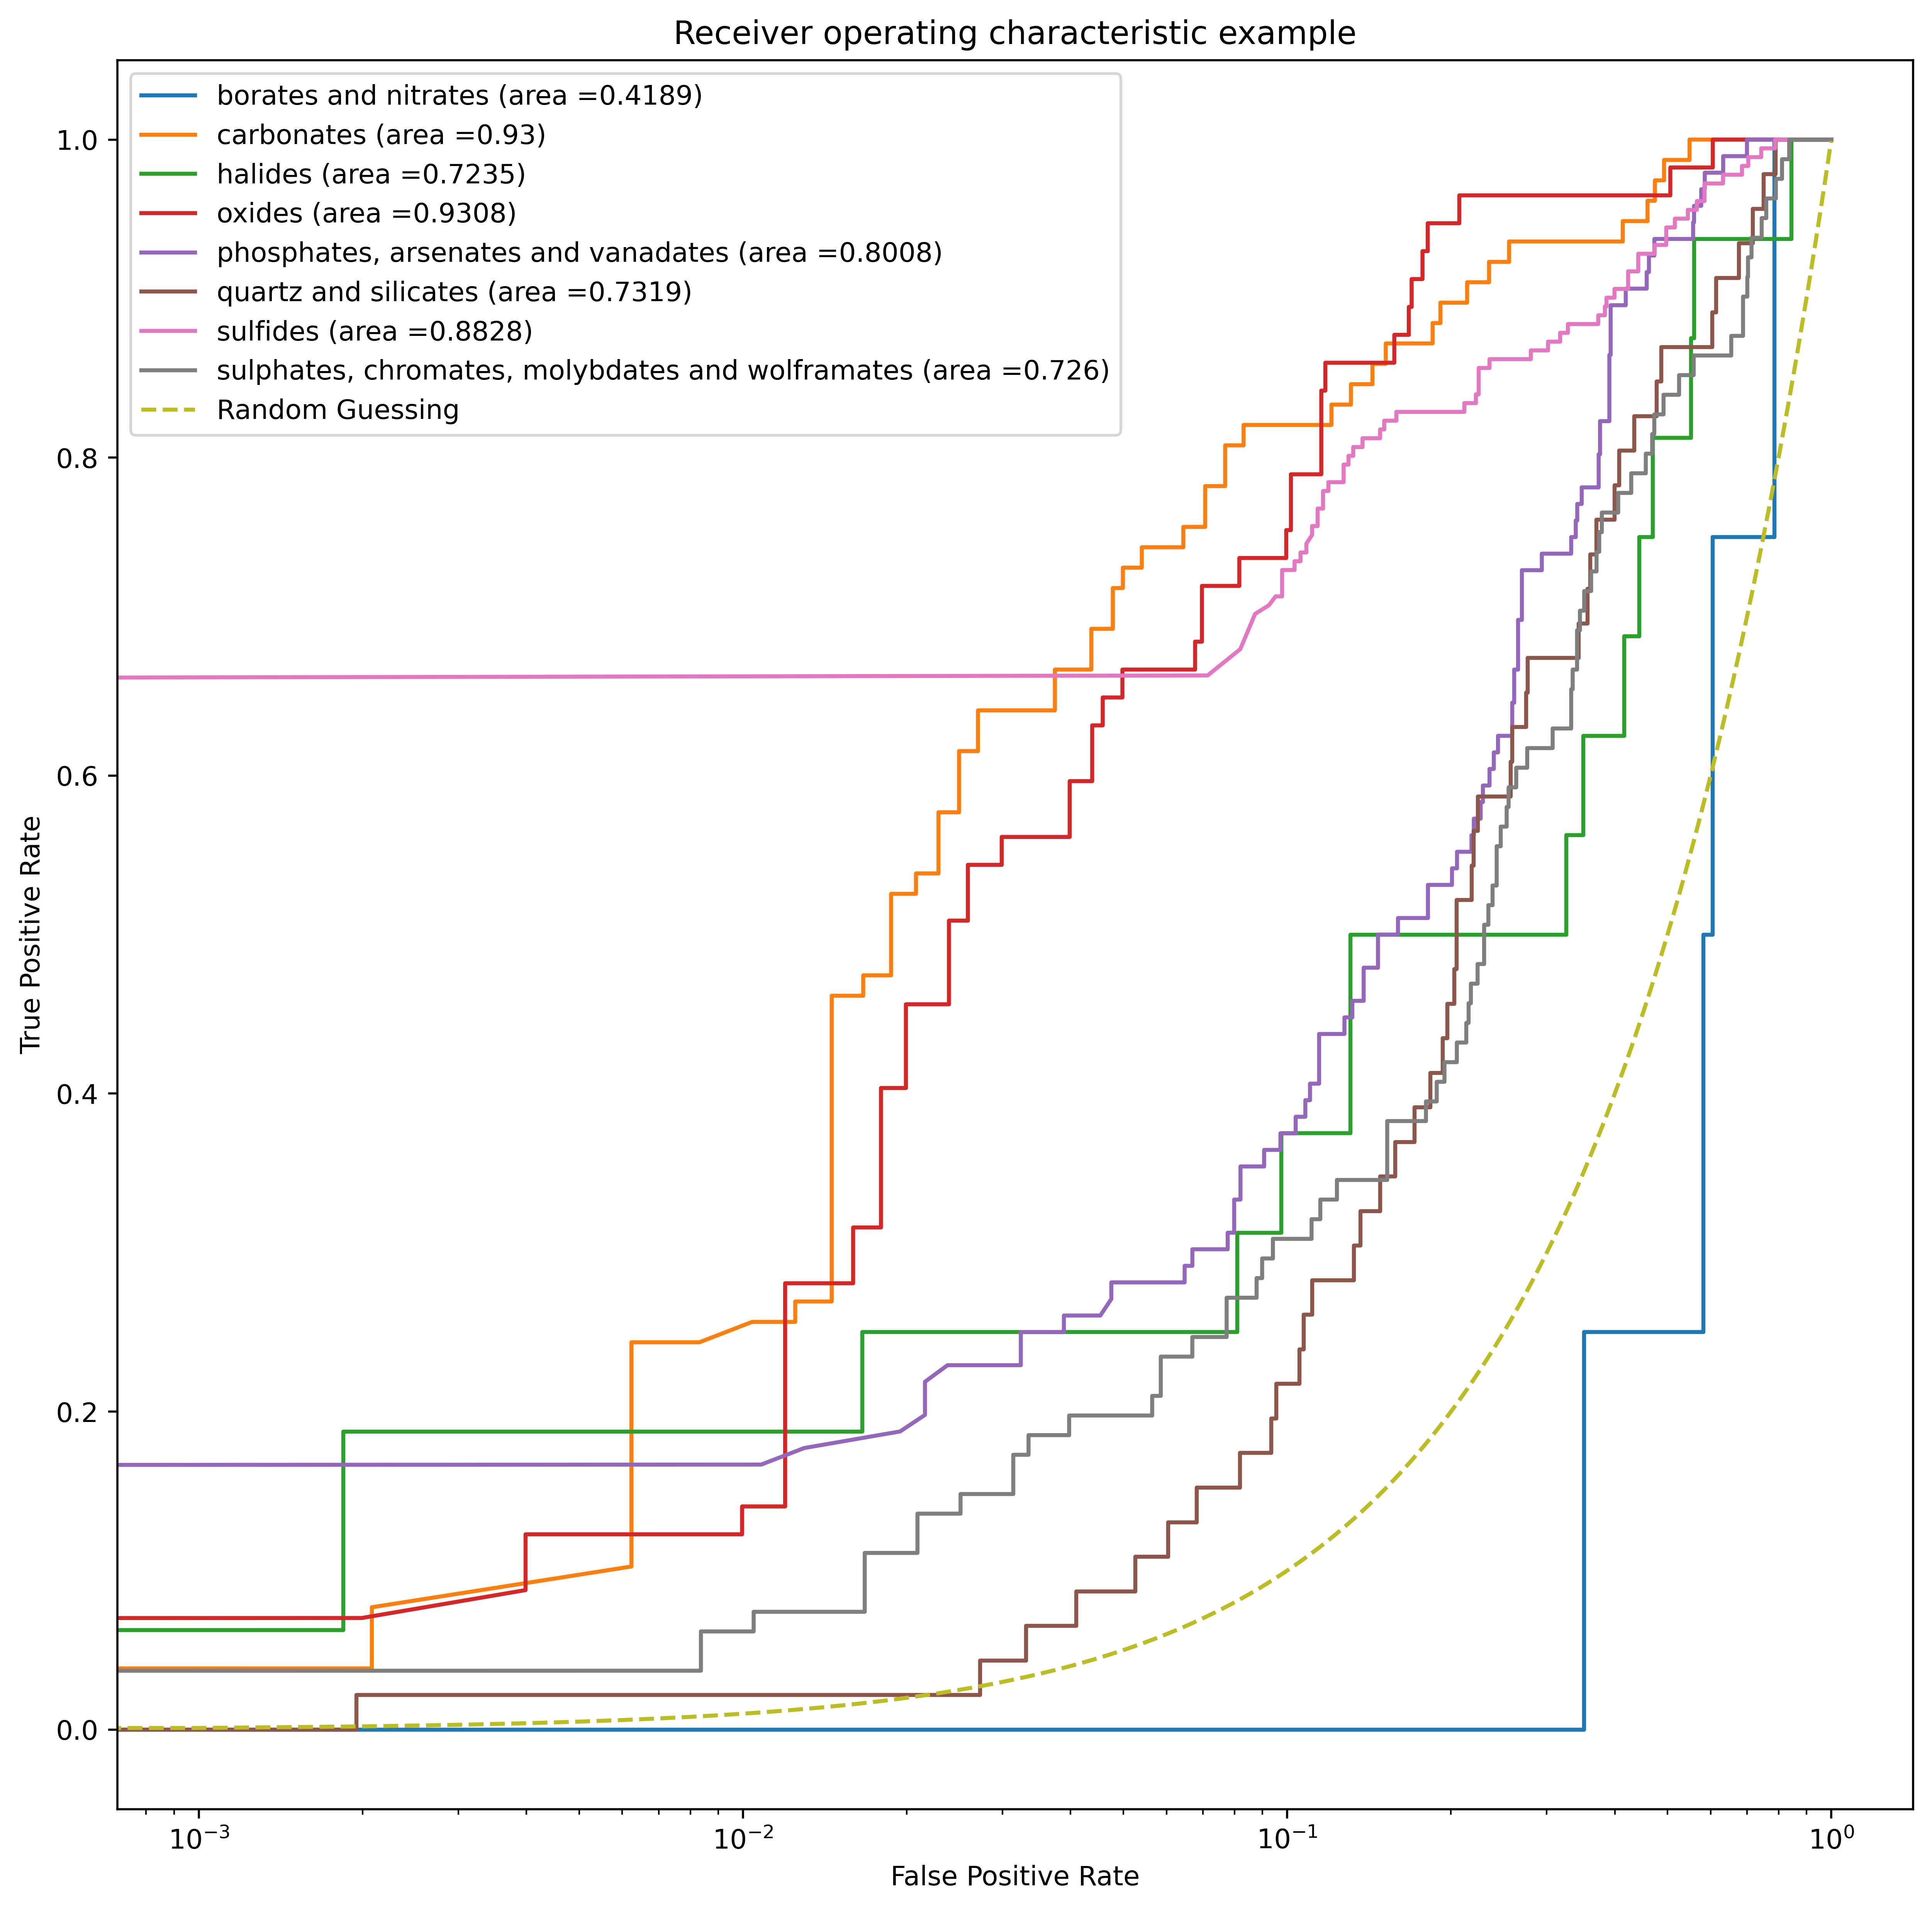 Receiver operating characteristic example
borates and nitrates (area =0.4189)
carbonates (area =0.93)
halides (area =0.7235)
oxides (area =0.9308)
phosphates, arsenates and vanadates (area =0.8008)
quartz and silicates (area =0.7319)
sulfides (area =0.8828)
sulphates, chromates, molybdates and wolframates (area =0.726)
Random Guessing
True Positive Rate
1.0
0.8
0.6
0.4
0.2
0.0
10⁻³ 10⁻² 10⁻¹ 10⁰
False Positive Rate